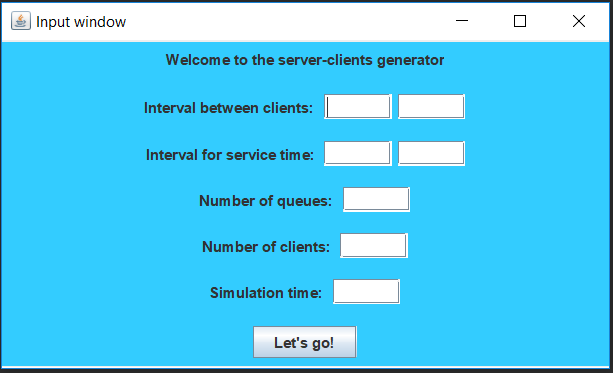 Input window
Welcome to the server-clients generator
Interval between clients:
Interval for service time:
Number of queues:
Number of clients:
Simulation time:
Let's go!